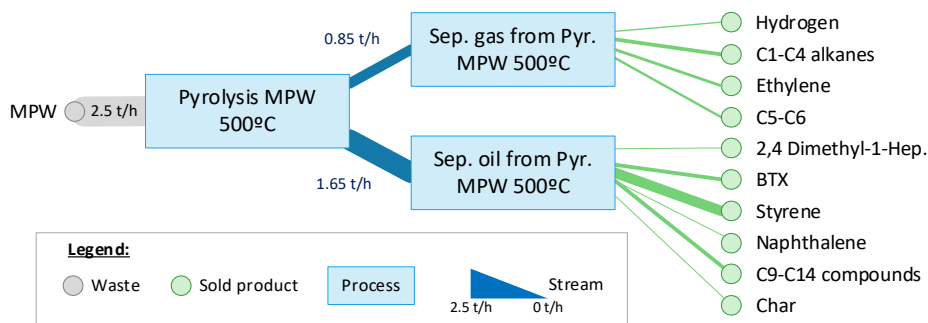 MPW
2.5 t/h
Pyrolysis MPW
500ºC
0.85 t/h
1.65 t/h
Sep. gas from Pyr.
MPW 500ºC
Sep. oil from Pyr.
MPW 500ºC
Hydrogen
C1-C4 alkanes
Ethylene
C5-C6
2,4 Dimethyl-1-Hep.
BTX
Styrene
Naphthalene
C9-C14 compounds
Char
Legend:
Waste
Sold product
Process
Stream
2.5 t/h
0 t/h